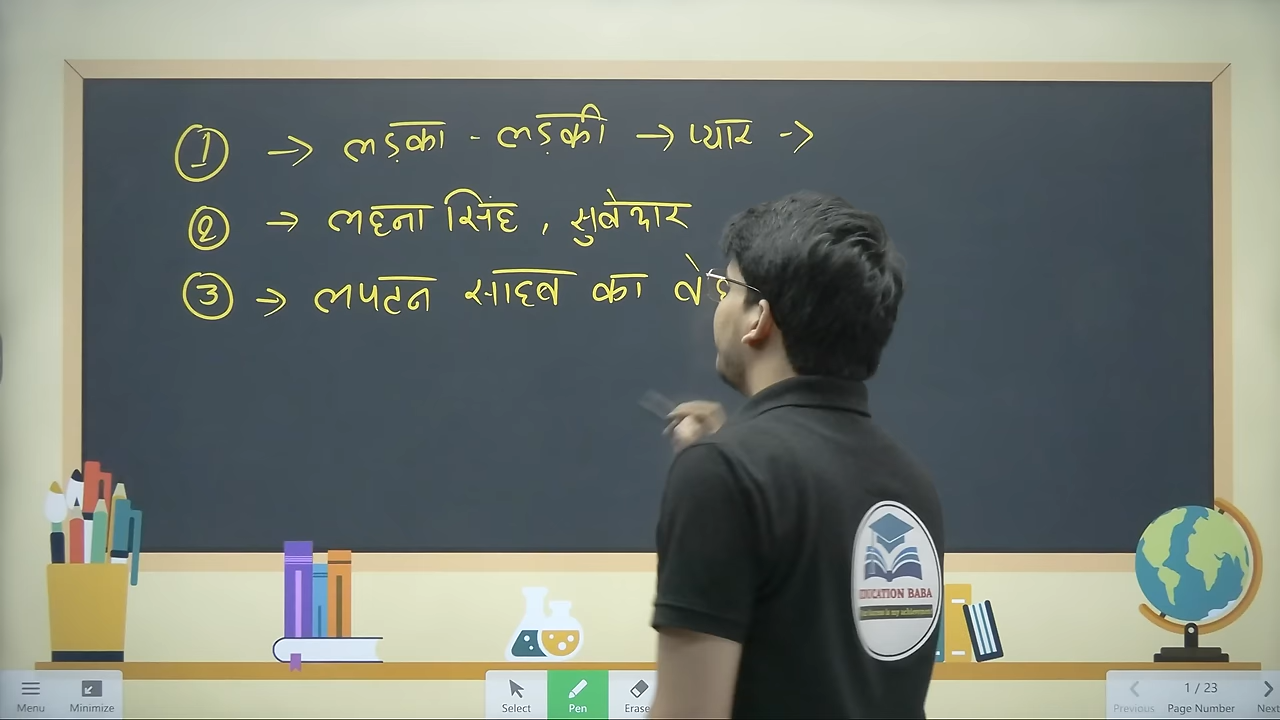 ① → लड़का - लड़की → प्यार →
② → लहना सिंह , सुबेदार
③ → लपटन साहब का
EDUCATION BABA
Menu
Minimize
Select
Pen
1 / 23
Previous
Page Number
Next